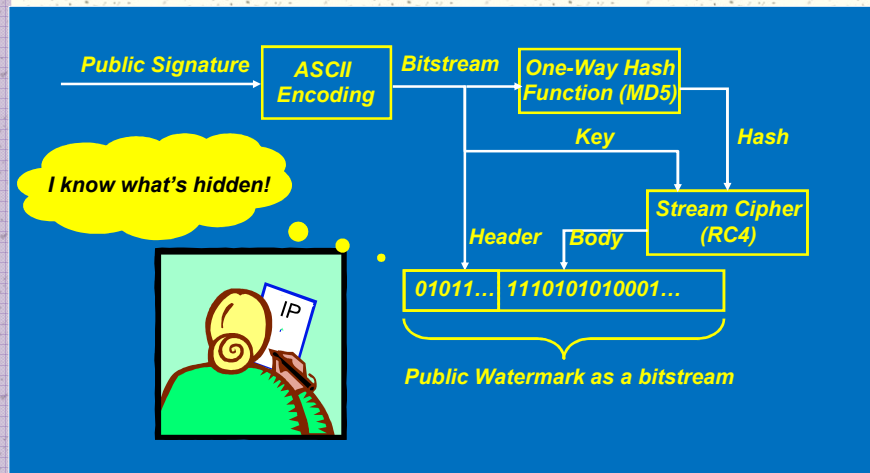 Public Signature
ASCII
Encoding
Bitstream
One-Way Hash
Function (MD5)
Key
Hash
I know what's hidden!
Stream Cipher
(RC4)
Header
Body
IP
01011… 1110101010001…
Public Watermark as a bitstream